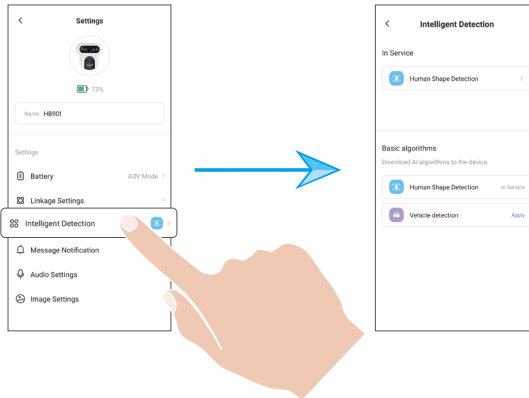 Settings
73%
Name HB901
Settings
Battery AOV Mode
Linkage Settings
Intelligent Detection
Message Notification
Audio Settings
Image Settings
Intelligent Detection
In Service
Human Shape Detection
Basic algorithms
Download AI algorithms to the device
Human Shape Detection In Service
Vehicle detection Apply